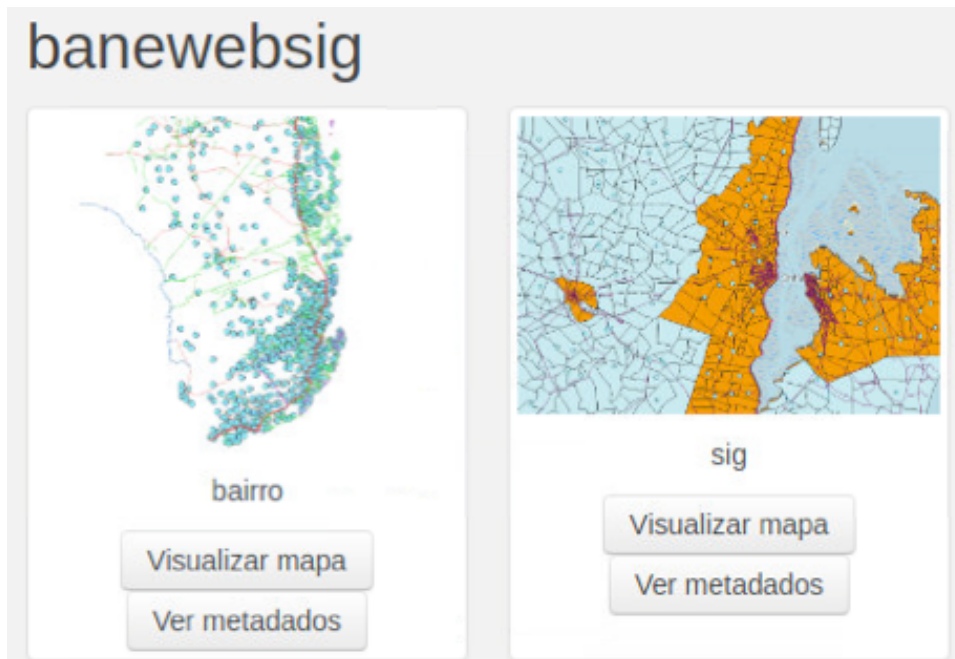 banewebsig
bairro
Visualizar mapa
Ver metadados
sig
Visualizar mapa
Ver metadados